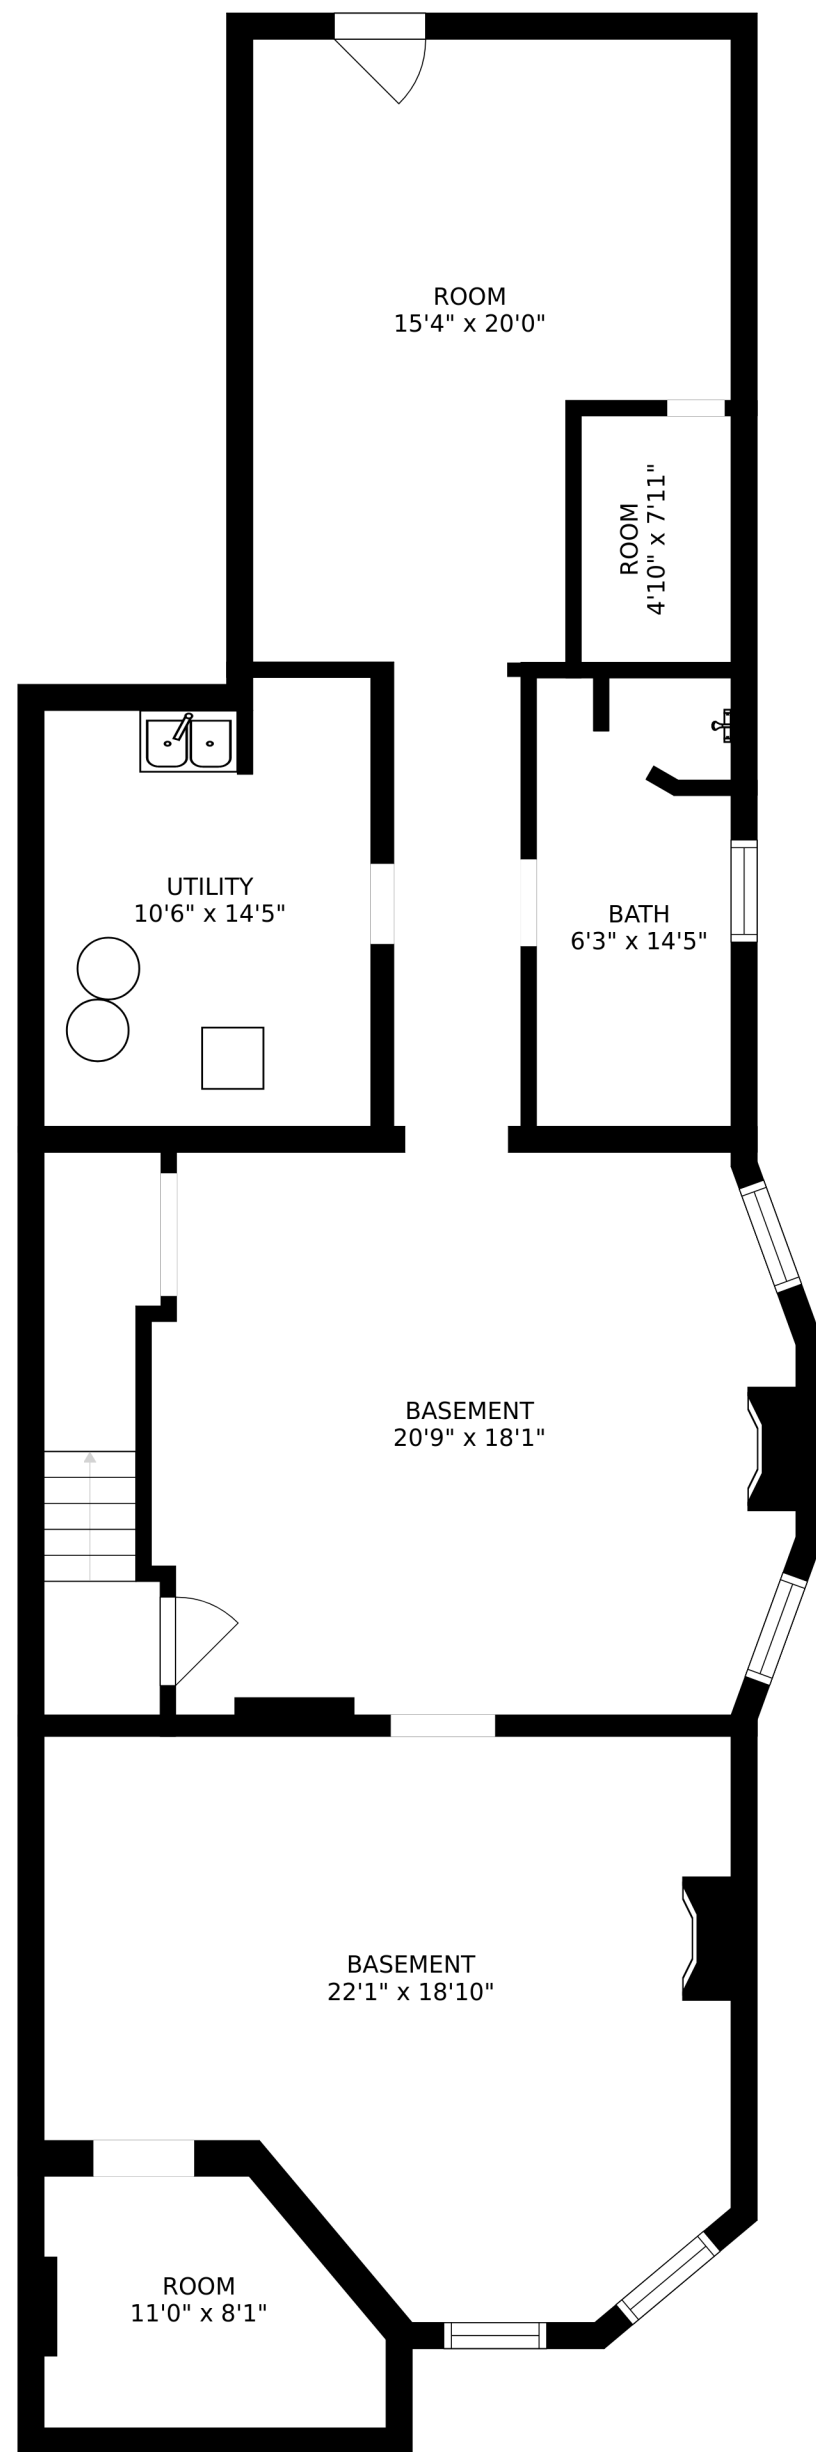 ROOM
15'4" x 20'0"
ROOM
4'10" x 7'11"
UTILITY
10'6" x 14'5"
BATH
6'3" x 14'5"
BASEMENT
20'9" x 18'1"
BASEMENT
22'1" x 18'10"
ROOM
11'0" x 8'1"